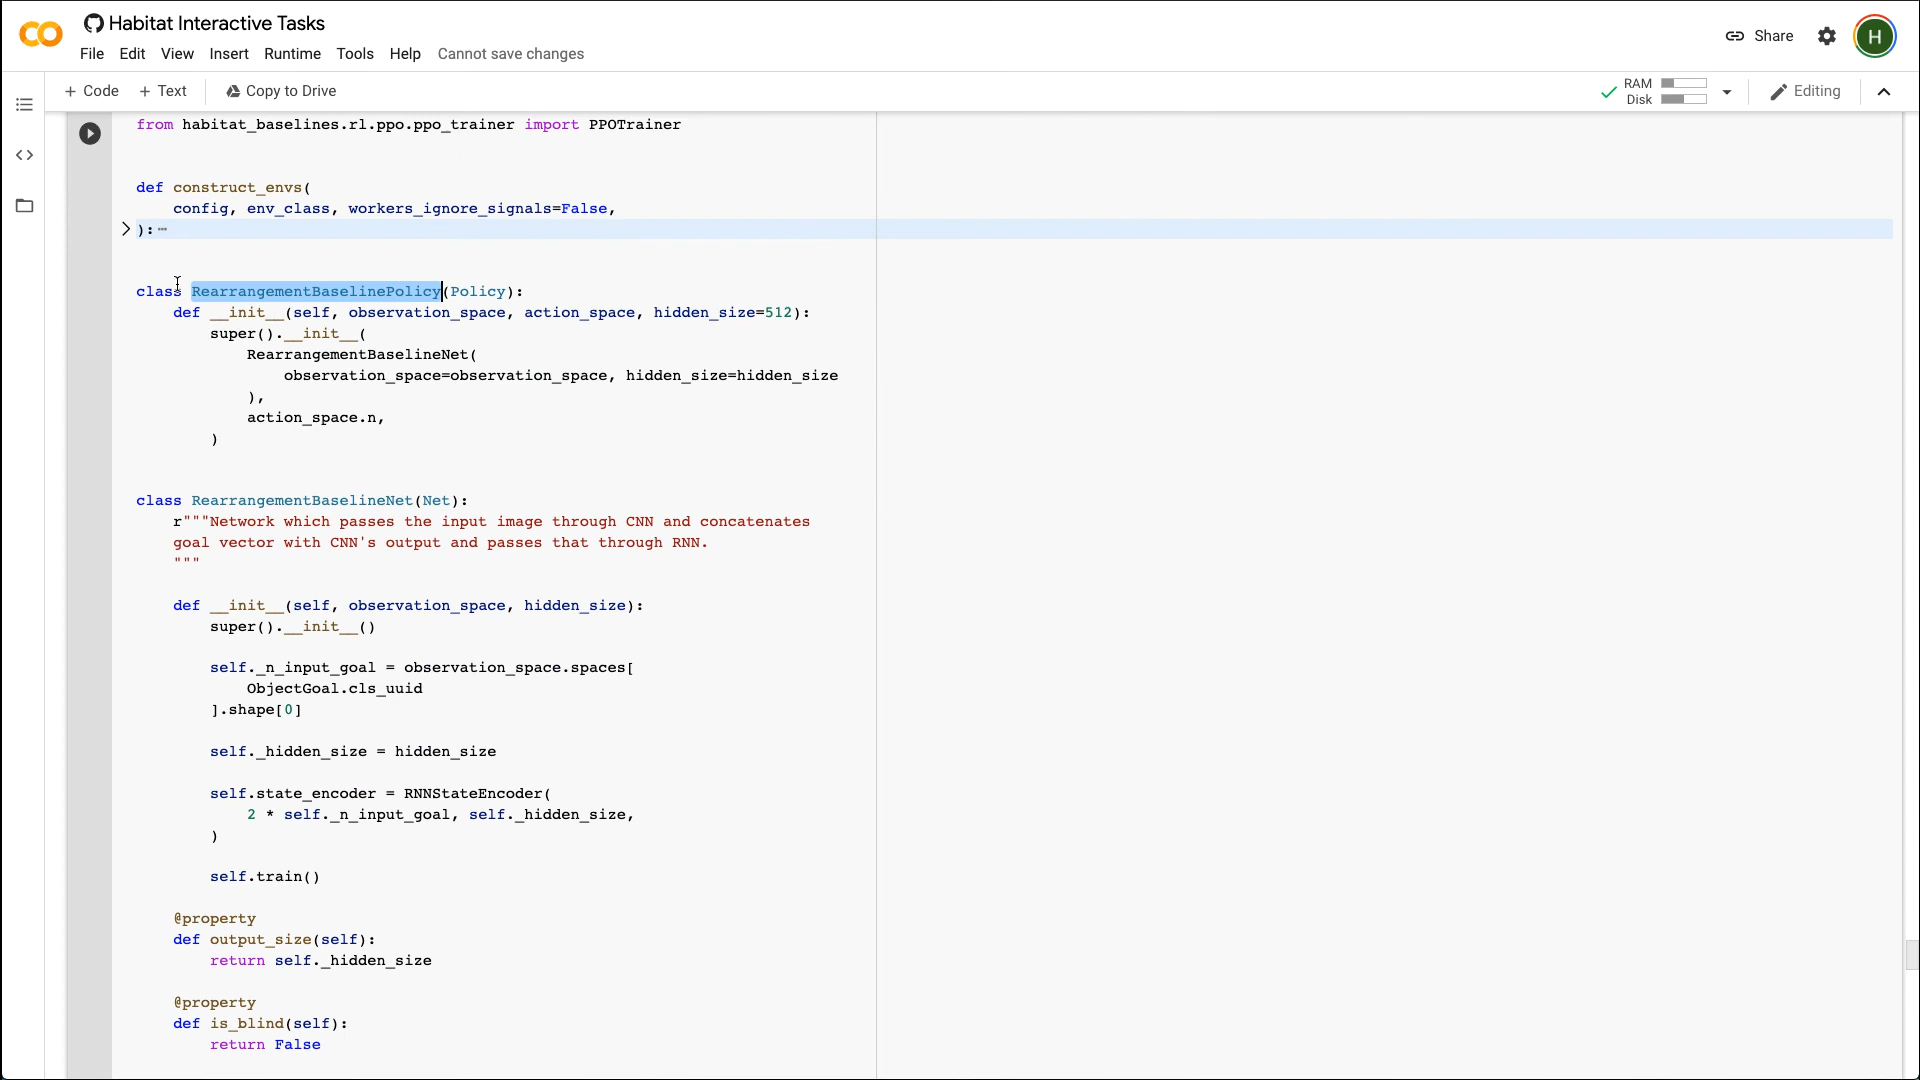 Habitat Interactive Tasks
File Edit View Insert Runtime Tools Help Cannot save changes
Share
H
+ Code + Text Copy to Drive
RAM
Disk
Editing
from habitat_baselines.rl.ppo.ppo_trainer import PPOTrainer
def construct_envs(
    config, env_class, workers_ignore_signals=False,
):
class RearrangementBaselinePolicy(Policy):
    def __init__(self, observation_space, action_space, hidden_size=512):
        super().__init__(
            RearrangementBaselineNet(
                observation_space=observation_space, hidden_size=hidden_size
            ),
            action_space.n,
        )
class RearrangementBaselineNet(Net):
    r"""Network which passes the input image through CNN and concatenates
    goal vector with CNN's output and passes that through RNN.
    """
    def __init__(self, observation_space, hidden_size):
        super().__init__()
        self._n_input_goal = observation_space.spaces[
            ObjectGoal.cls_uuid
        ].shape[0]
        self._hidden_size = hidden_size
        self.state_encoder = RNNStateEncoder(
            2 * self._n_input_goal, self._hidden_size,
        )
        self.train()
    @property
    def output_size(self):
        return self._hidden_size
    @property
    def is_blind(self):
        return False